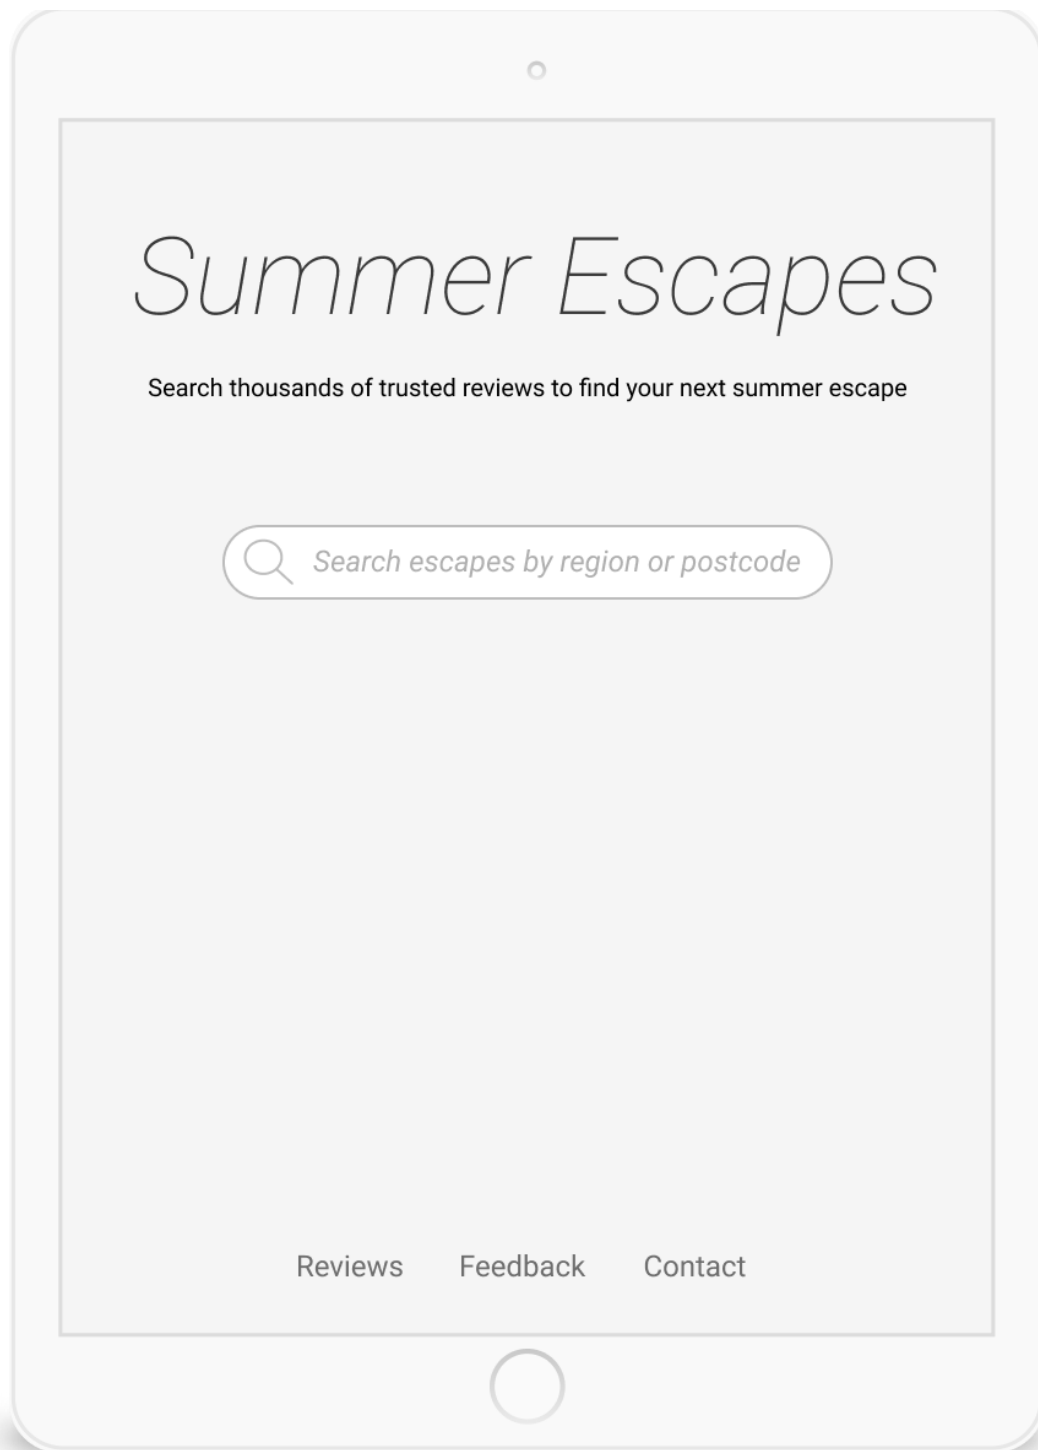 Summer Escapes
Search thousands of trusted reviews to find your next summer escape
Search escapes by region or postcode
Reviews Feedback Contact